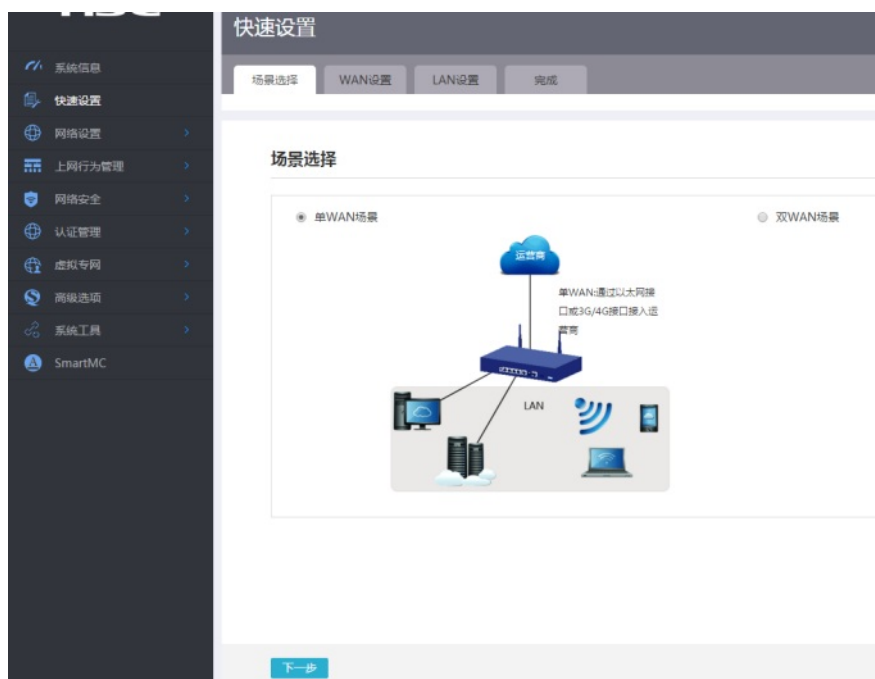 快速设置
系统信息
快速设置
网络设置
上网行为管理
网络安全
认证管理
虚拟专网
高级选项
系统工具
SmartMC
场景选择
WAN设置
LAN设置
完成
场景选择
单WAN场景
双WAN场景
运营商
单WAN:通过以太网接
口或3G/4G接口接入运
营商
LAN
下一步